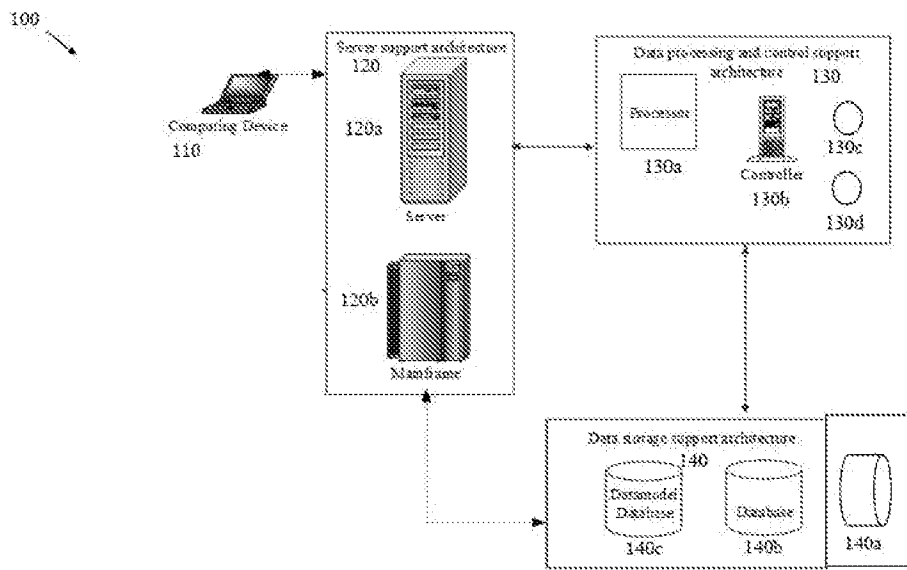 100
Server support architecture
120
120a
Server
120b
Mainframe
Computing Device
110
Data processing and control support
architecture
130
Processor
130a
Controller
130b
130c
130d
Data storage support architecture
140
Datamodel
Database
140c
Database
140b
140a